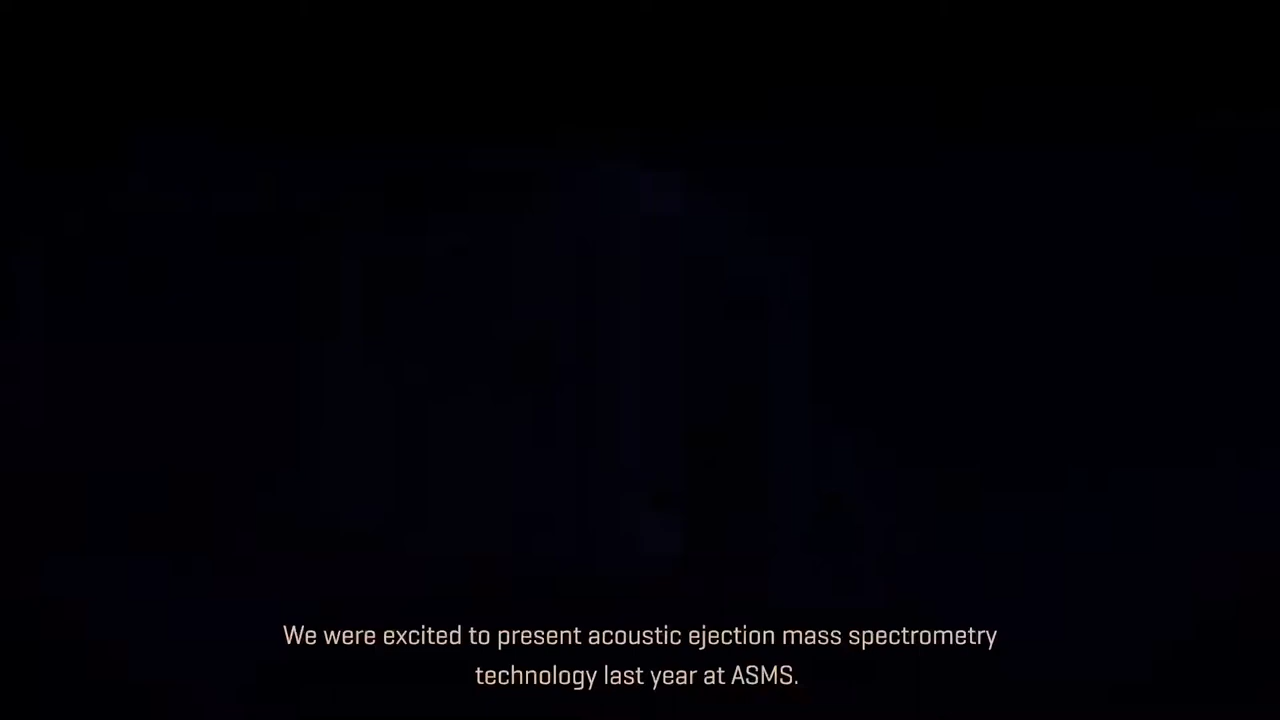 We were excited to present acoustic ejection mass spectrometry
technology last year at ASMS.